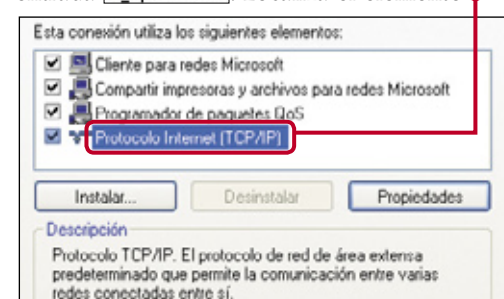 Esta conexión utiliza los siguientes elementos:
Cliente para redes Microsoft
Compartir impresoras y archivos para redes Microsoft
Programador de paquetes QoS
Protocolo Internet (TCP/IP)
Instalar...
Desinstalar
Propiedades
Descripción
Protocolo TCP/IP. El protocolo de red de área extensa
predeterminado que permite la comunicación entre varias
redes conectadas entre sí.